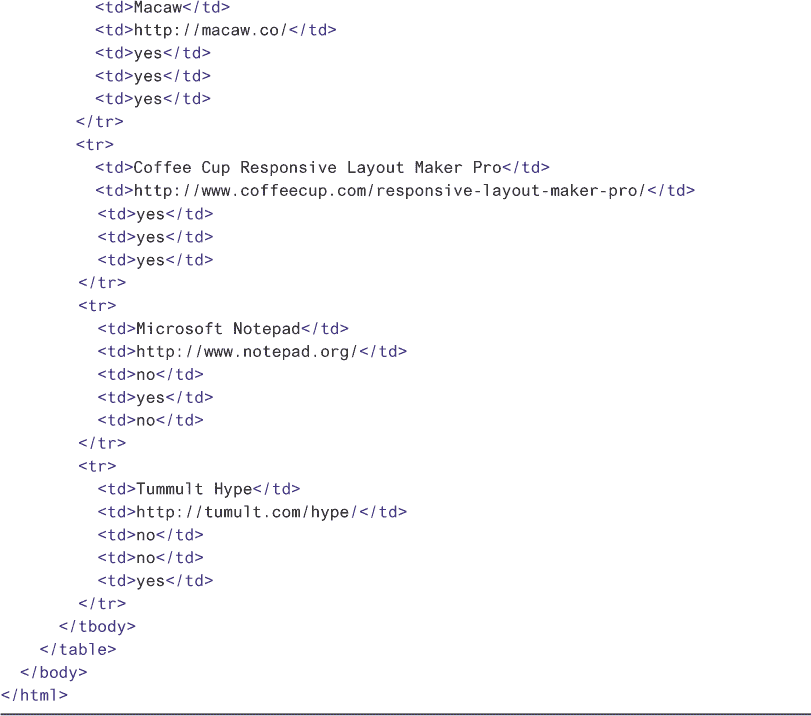 <td>Macaw</td>
<td>http://macaw.co/</td>
<td>yes</td>
<td>yes</td>
<td>yes</td>
</tr>
<tr>
<td>Coffee Cup Responsive Layout Maker Pro</td>
<td>http://www.coffeecup.com/responsive-layout-maker-pro/</td>
<td>yes</td>
<td>yes</td>
<td>yes</td>
</tr>
<tr>
<td>Microsoft Notepad</td>
<td>http://www.notepad.org/</td>
<td>no</td>
<td>yes</td>
<td>no</td>
</tr>
<tr>
<td>Tummult Hype</td>
<td>http://tumult.com/hype/</td>
<td>no</td>
<td>no</td>
<td>yes</td>
</tr>
</tbody>
</table>
</body>
</html>